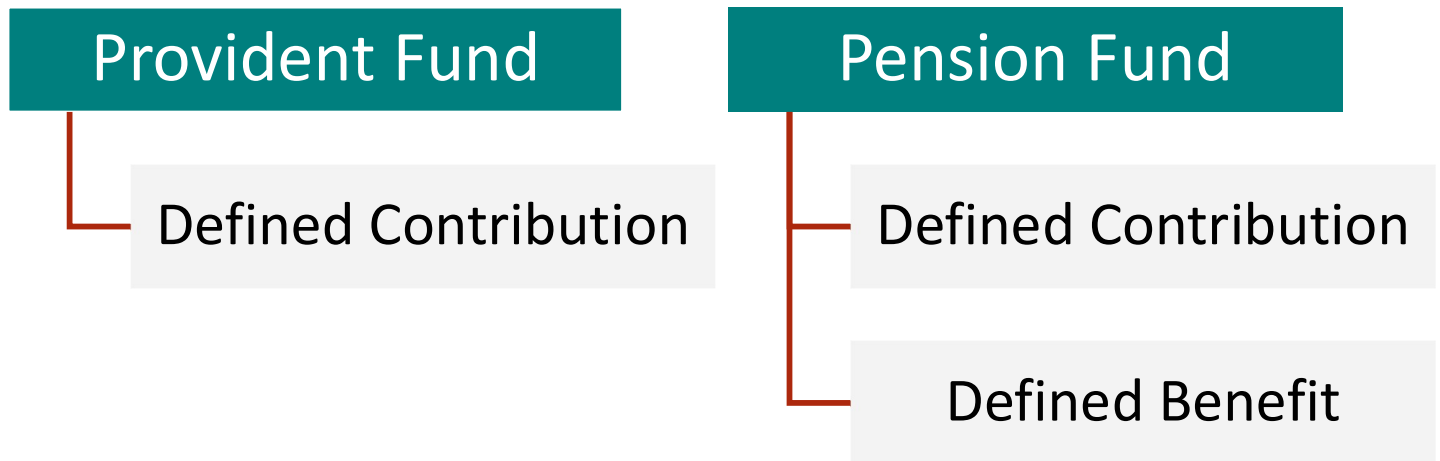 Provident Fund
Defined Contribution
Pension Fund
Defined Contribution
Defined Benefit